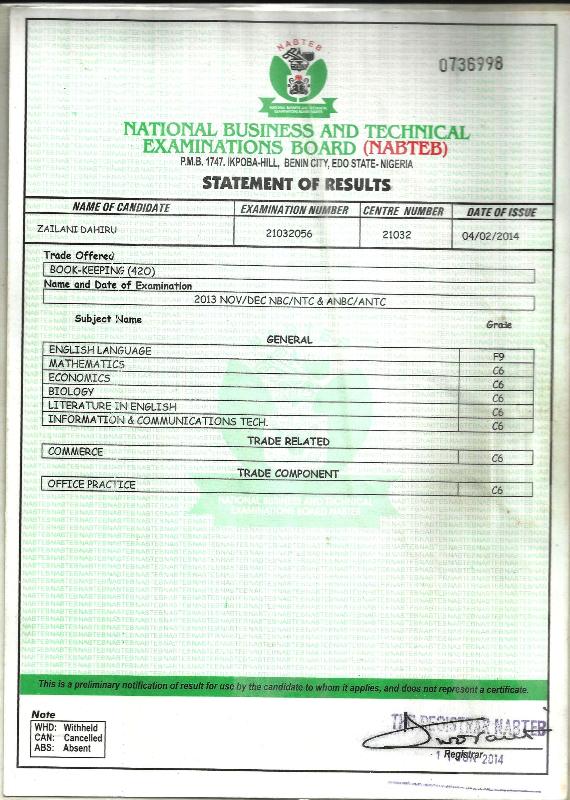 NABTEB
0736998
NATIONAL BUSINESS AND TECHNICAL
EXAMINATIONS BOARD (NABTEB)
P.M.B. 1747. IKPOBA-HILL, BENIN CITY, EDO STATE- NIGERIA
STATEMENT OF RESULTS
NAME OF CANDIDATE EXAMINATION NUMBER CENTRE NUMBER DATE OF ISSUE
ZAILANI DAHIRU 21032056 21032 04/02/2014
Trade Offered
BOOK-KEEPING (420)
Name and Date of Examination
2013 NOV/DEC NBC/NTC & ANBC/ANTC
Subject Name Grade
GENERAL
ENGLISH LANGUAGE F9
MATHEMATICS C6
ECONOMICS C6
BIOLOGY C6
LITERATURE IN ENGLISH C6
INFORMATION & COMMUNICATIONS TECH. C6
TRADE RELATED
COMMERCE C6
TRADE COMPONENT
OFFICE PRACTICE C6
This is a preliminary notification of result for use by the candidate to whom it applies, and does not represent a certificate.
Note
WHD: Withheld
CAN: Cancelled
ABS: Absent
THE REGISTRAR NABTEB
Registrar
2014